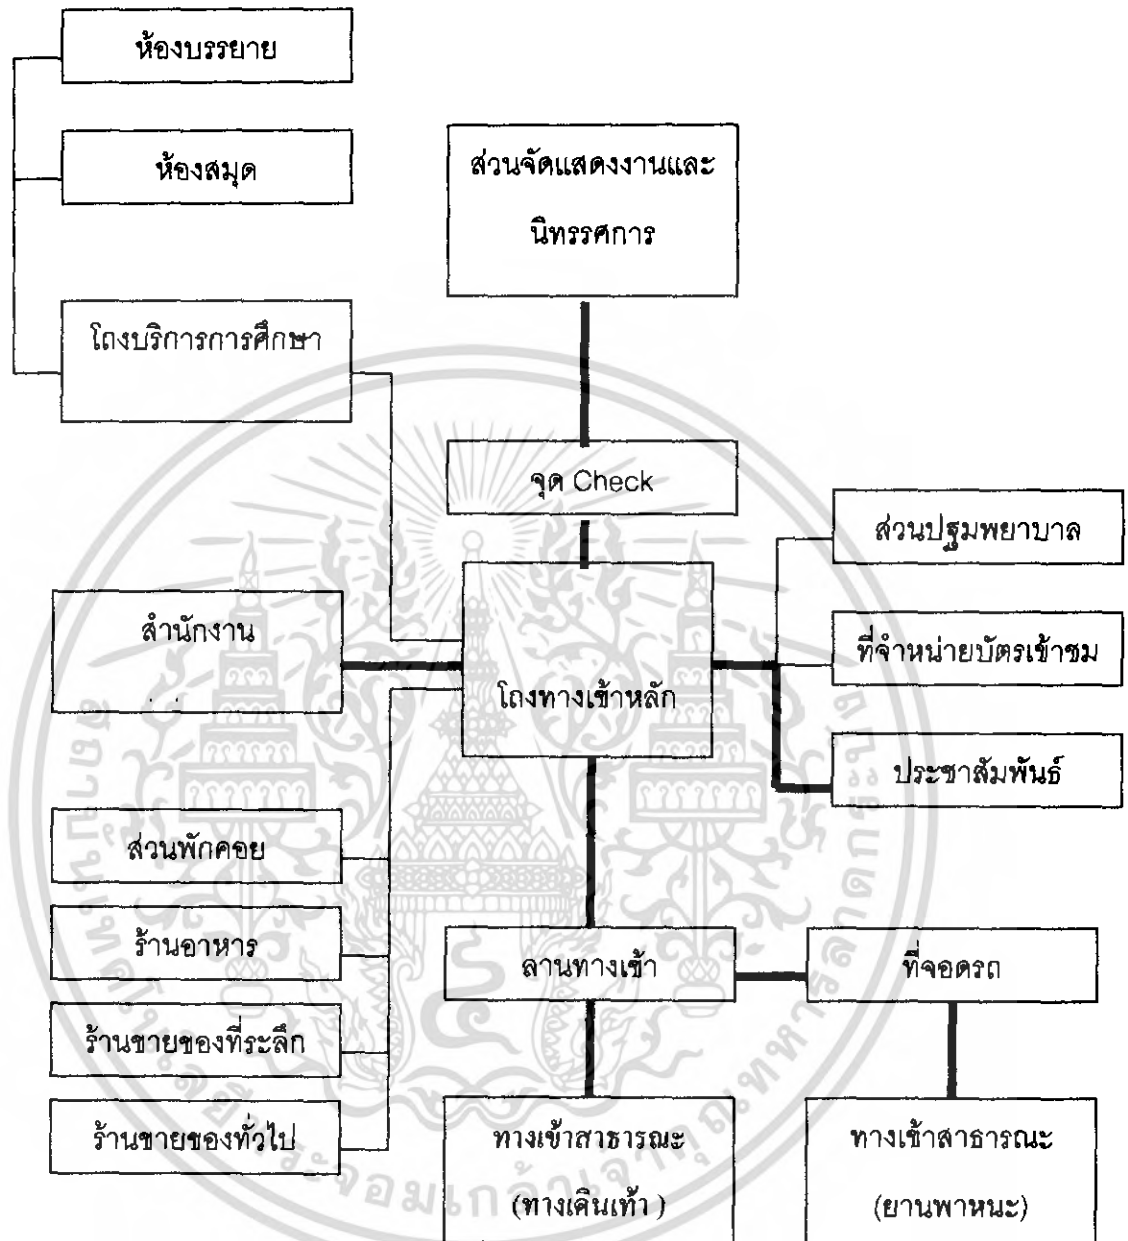 ห้องบรรยาย
ห้องสมุด
ส่วนจัดแสดงงานและ
นิทรรศการ
โถงบริการการศึกษา
จุด Check
ส่วนปฐมพยาบาล
สำนักงาน
ที่จำหน่ายบัตรเข้าชม
โถงทางเข้าหลัก
ประชาสัมพันธ์
ส่วนพักคอย
ร้านอาหาร
ลานทางเข้า
ที่จอดรถ
ร้านขายของที่ระลึก
ร้านขายของทั่วไป
ทางเข้าสาธารณะ
(ทางเดินเท้า )
ทางเข้าสาธารณะ
(ยานพาหนะ)